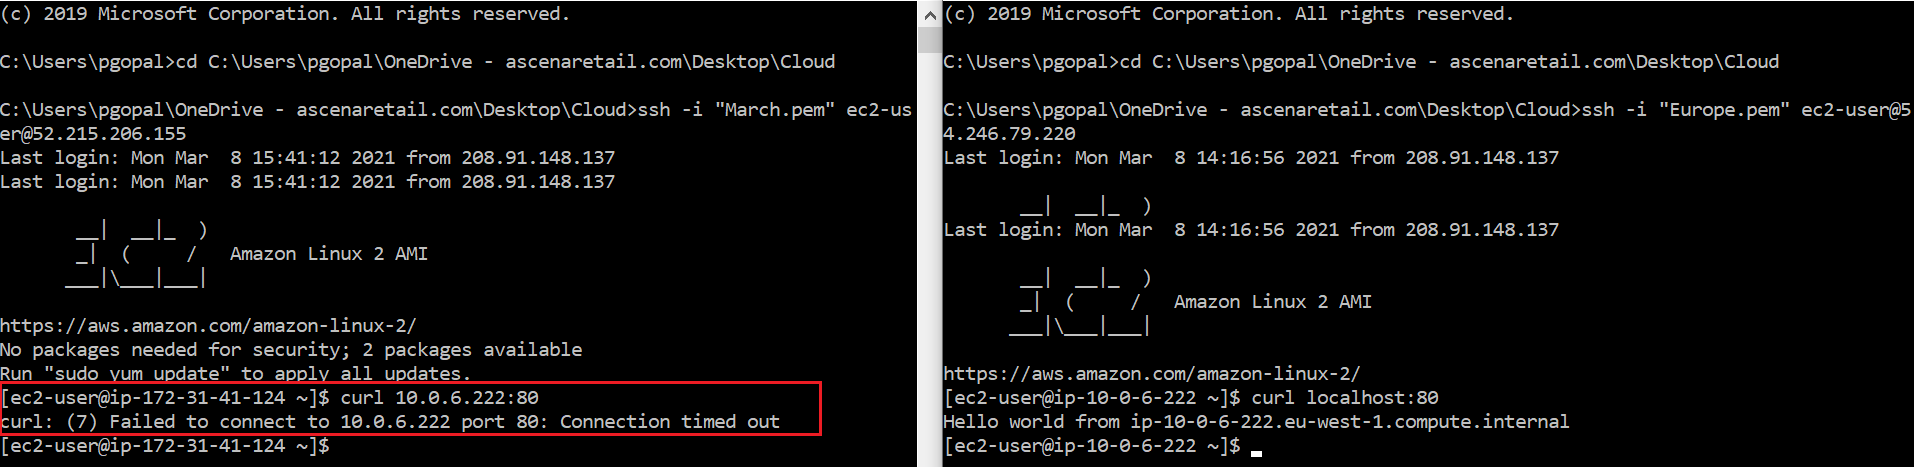 (c) 2019 Microsoft Corporation. All rights reserved.
C:\Users\pgopal>cd C:\Users\pgopal\OneDrive - ascenaretail.com\Desktop\Cloud
C:\Users\pgopal\OneDrive - ascenaretail.com\Desktop\Cloud>ssh -i "March.pem" ec2-us
er@52.215.206.155
Last login: Mon Mar  8 15:41:12 2021 from 208.91.148.137
Last login: Mon Mar  8 15:41:12 2021 from 208.91.148.137
       __|  __|_  )
       _|  (     /   Amazon Linux 2 AMI
      ___|\___|___|
https://aws.amazon.com/amazon-linux-2/
No packages needed for security; 2 packages available
Run "sudo yum update" to apply all updates.
[ec2-user@ip-172-31-41-124 ~]$ curl 10.0.6.222:80
curl: (7) Failed to connect to 10.0.6.222 port 80: Connection timed out
[ec2-user@ip-172-31-41-124 ~]$
(c) 2019 Microsoft Corporation. All rights reserved.
C:\Users\pgopal>cd C:\Users\pgopal\OneDrive - ascenaretail.com\Desktop\Cloud
C:\Users\pgopal\OneDrive - ascenaretail.com\Desktop\Cloud>ssh -i "Europe.pem" ec2-user@5
4.246.79.220
Last login: Mon Mar  8 14:16:56 2021 from 208.91.148.137
       __|  __|_  )
Last login: Mon Mar  8 14:16:56 2021 from 208.91.148.137
       __|  __|_  )
       _|  (     /   Amazon Linux 2 AMI
      ___|\___|___|
https://aws.amazon.com/amazon-linux-2/
[ec2-user@ip-10-0-6-222 ~]$ curl localhost:80
Hello world from ip-10-0-6-222.eu-west-1.compute.internal
[ec2-user@ip-10-0-6-222 ~]$